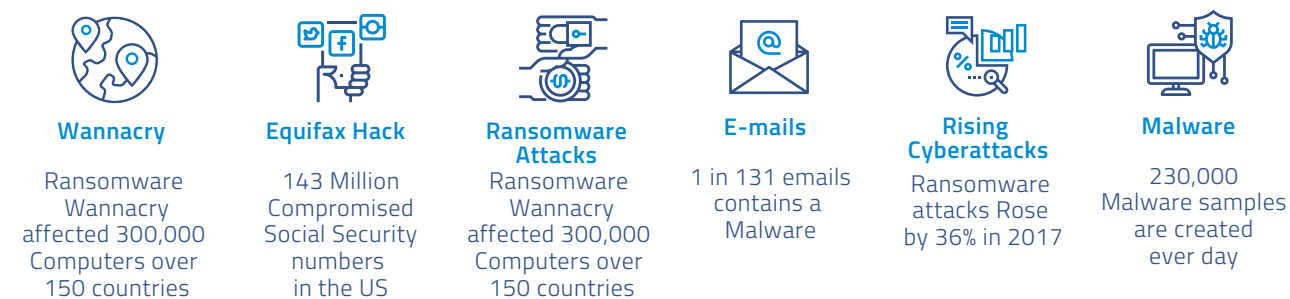 Wannacry
Ransomware
Wannacry
affected 300,000
Computers over
150 countries
Equifax Hack
143 Million
Compromised
Social Security
numbers
in the US
Ransomware
Attacks
Ransomware
Wannacry
affected 300,000
Computers over
150 countries
@
E-mails
1 in 131 emails
contains a
Malware
%
Rising
Cyberattacks
Ransomware
attacks Rose
by 36% in 2017
Malware
230,000
Malware samples
are created
ever day